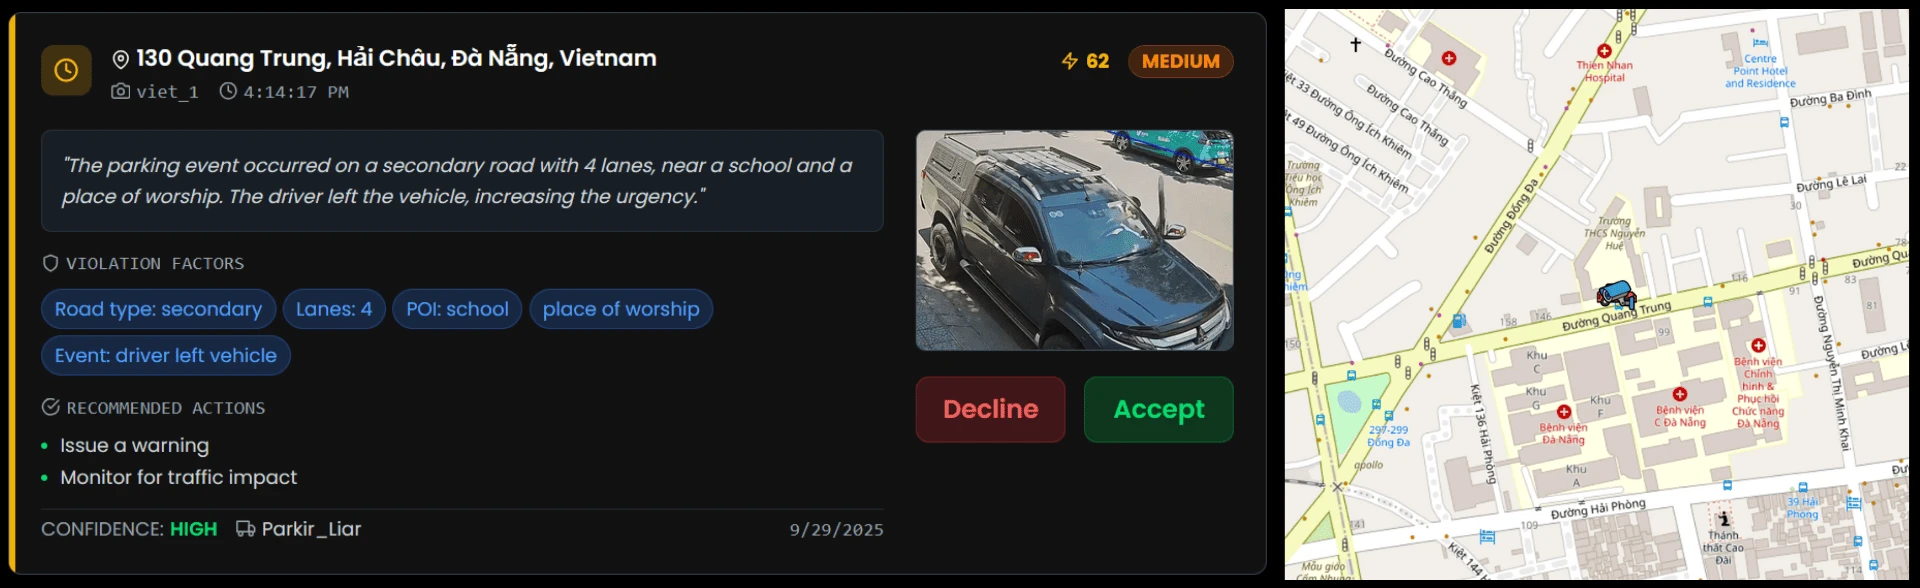 130 Quang Trung, Hải Châu, Đà Nẵng, Vietnam
viet_1 4:14:17 PM
62 MEDIUM
"The parking event occurred on a secondary road with 4 lanes, near a school and a
place of worship. The driver left the vehicle, increasing the urgency."
VIOLATION FACTORS
Road type: secondary
Lanes: 4
POI: school
place of worship
Event: driver left vehicle
RECOMMENDED ACTIONS
Issue a warning
Monitor for traffic impact
CONFIDENCE: HIGH Parkir_Liar
9/29/2025
Decline
Accept
Đường Cao Thắng
Thien Nhan
Hospital
Centre
Point Hotel
and Residence
Đường Ba Đình
Đường Cao Thắng
Kiệt 33 Đường Ông Ích Khiêm
ệt 49 Đường Ông Ích Khiêm
Trường
Tiểu học
Ông Ích
Khiêm
Đường Lê Lai
22
30
Đường Đống Đa
Trường
THCS Nguyễn
Huệ
Đường Qu
78
116
91
83
81
158
146
Đường Quang Trung
99
150
Khu
C
Khu
G
Khu
F
Bệnh viện
Đà Nẵng
Bệnh viện
C Đà Nẵng
Bệnh viện
Chỉnh
hình &
Phục hồi
Chức năng
Đà Nẵng
Đường Nguyễn Thị Minh Khai
Kiệt 136 Hải Phòng
297-299
Đống Đa
apollo
Khu
A
Đường Hải Phòng
109
141
39 Hải
Phòng
Thánh
thất Cao
Đài
114
Kiệt 144 H
Mẫu giáo